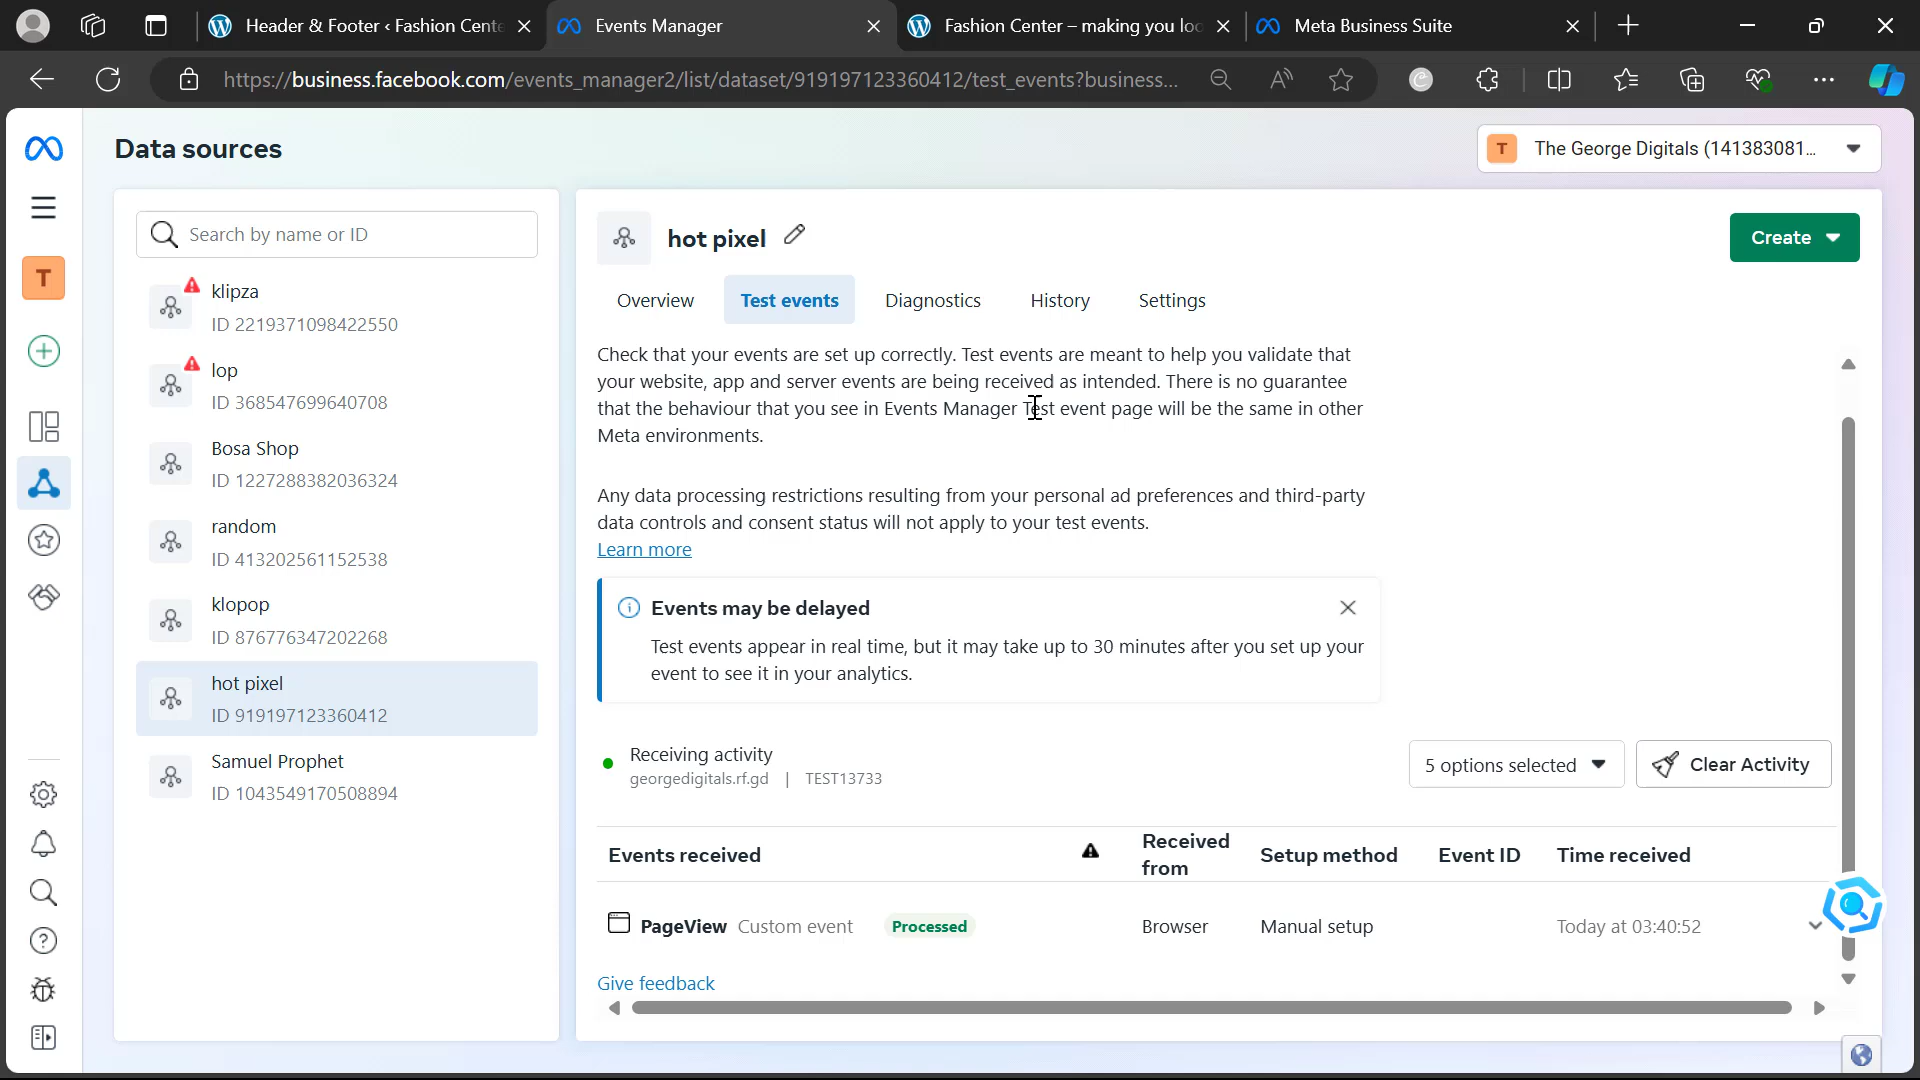 Header & Footer ‹ Fashion Cente
Events Manager
Fashion Center – making you loo
Meta Business Suite
https://business.facebook.com/events_manager2/list/dataset/919197123360412/test_events?business...
Data sources
T The George Digitals (141383081...
Search by name or ID
T
klipza
ID 2219371098422550
lop
ID 368547699640708
Bosa Shop
ID 1227288382036324
random
ID 413202561152538
klopop
ID 876776347202268
hot pixel
ID 919197123360412
Samuel Prophet
ID 1043549170508894
hot pixel
Create
Overview Test events Diagnostics History Settings
Check that your events are set up correctly. Test events are meant to help you validate that
your website, app and server events are being received as intended. There is no guarantee
that the behaviour that you see in Events Manager Test event page will be the same in other
Meta environments.
Any data processing restrictions resulting from your personal ad preferences and third-party
data controls and consent status will not apply to your test events.
Learn more
Events may be delayed
Test events appear in real time, but it may take up to 30 minutes after you set up your
event to see it in your analytics.
Receiving activity
georgedigitals.rf.gd | TEST13733
5 options selected
Clear Activity
Events received Received from Setup method Event ID Time received
PageView Custom event Processed Browser Manual setup Today at 03:40:52
Give feedback